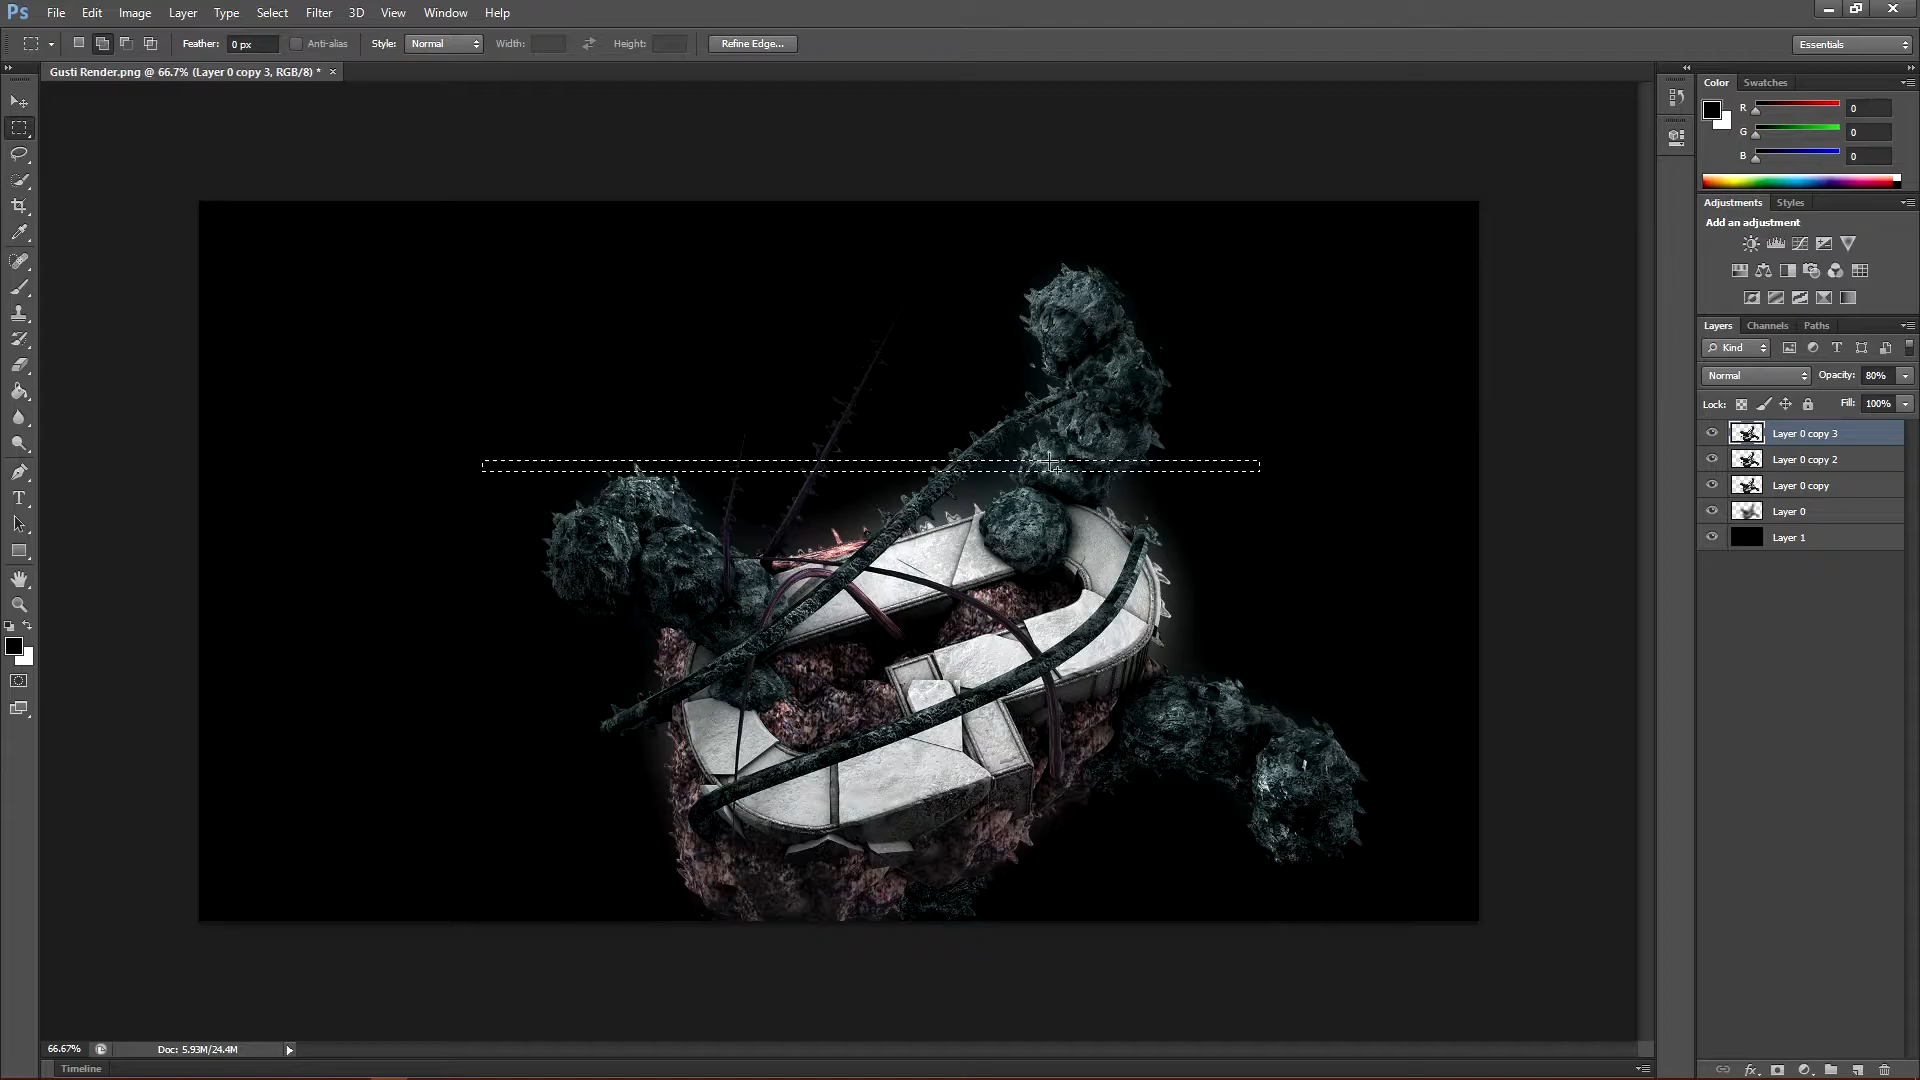 Ps File Edit Image Layer Type Select Filter 3D View Window Help
Feather: 0 px Anti-alias Style: Normal Width: Height: Refine Edge... Essentials
Gusti Render.png @ 66.7% (Layer 0 copy 3, RGB/8) * ×
Color Swatches
R 0
G 0
B 0
Adjustments Styles
Add an adjustment
Layers Channels Paths
Kind
Normal Opacity: 80%
Lock: Fill: 100%
Layer 0 copy 3
Layer 0 copy 2
Layer 0 copy
Layer 0
Layer 1
66.67% Doc: 5.93M/24.4M
Timeline